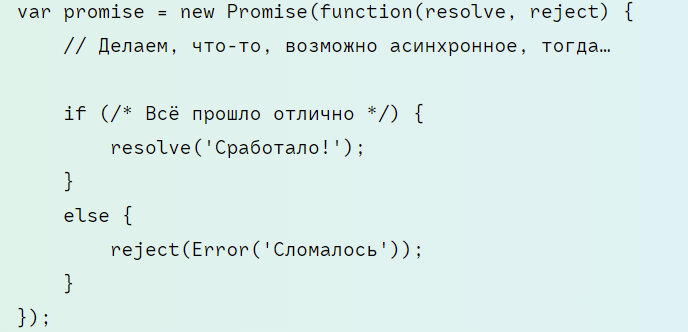 var promise = new Promise(function(resolve, reject) {
    // Делаем, что-то, возможно асинхронное, тогда…

    if (/* Всё прошло отлично */) {
        resolve('Сработало!');
    }
    else {
        reject(Error('Сломалось'));
    }
});